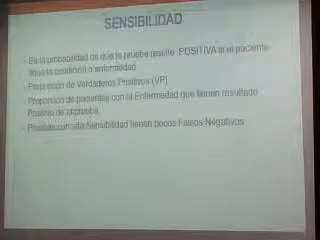 SENSIBILIDAD
- Es la probabilidad de que la prueba resulte POSITIVA si el paciente
tiene la condición o enfermedad
- Proporción de Verdaderos Positivos (VP)
- Proporción de pacientes con la Enfermedad que tienen resultado
Positivo de la prueba
- Pruebas con alta Sensibilidad tienen pocos Falsos Negativos